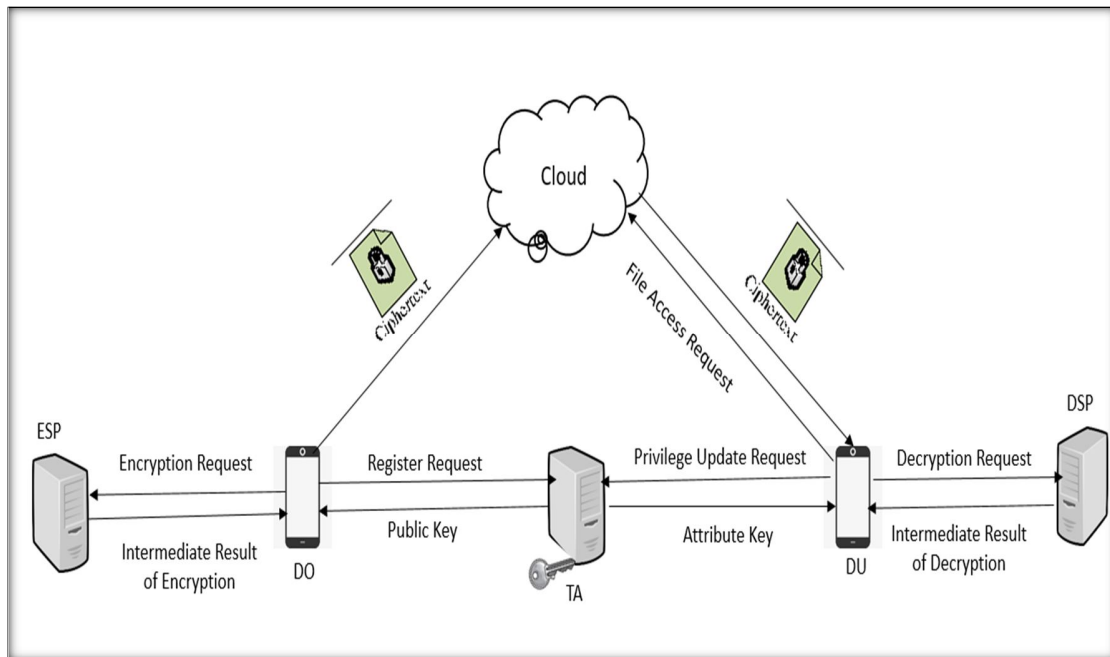 Cloud
Ciphertext
Ciphertext
File Access Request
ESP
DSP
Encryption Request
Register Request
Privilege Update Request
Decryption Request
Intermediate Result
of Encryption
Public Key
Attribute Key
Intermediate Result
of Decryption
DO
TA
DU